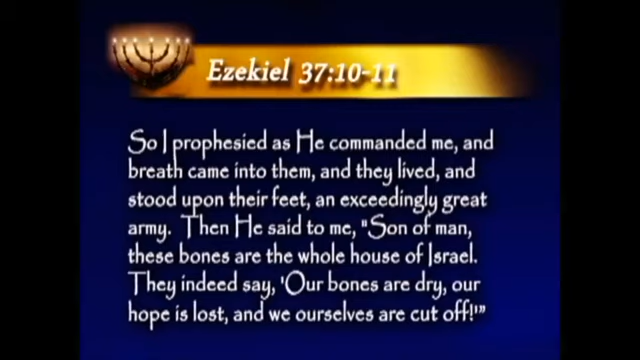 Ezekiel 37:10-11
So I prophesied as He commanded me, and
breath came into them, and they lived, and
stood upon their feet, an exceedingly great
army. Then He said to me, "Son of man,
these bones are the whole house of Israel.
They indeed say, 'Our bones are dry, our
hope is lost, and we ourselves are cut off!'"